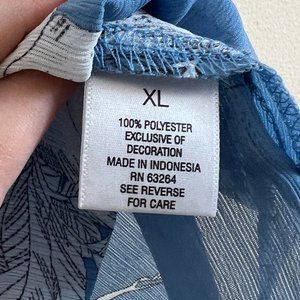 XL
100% POLYESTER
EXCLUSIVE OF
DECORATION
MADE IN INDONESIA
RN 63264
SEE REVERSE
FOR CARE